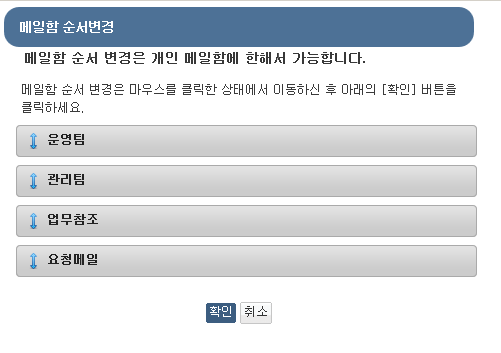 메일함 순서변경
메일함 순서 변경은 개인 메일함에 한해서 가능합니다.
메일함 순서 변경은 마우스를 클릭한 상태에서 이동하신 후 아래의 [확인] 버튼을
클릭하세요.
운영팀
관리팀
업무참조
요청메일
확인 취소